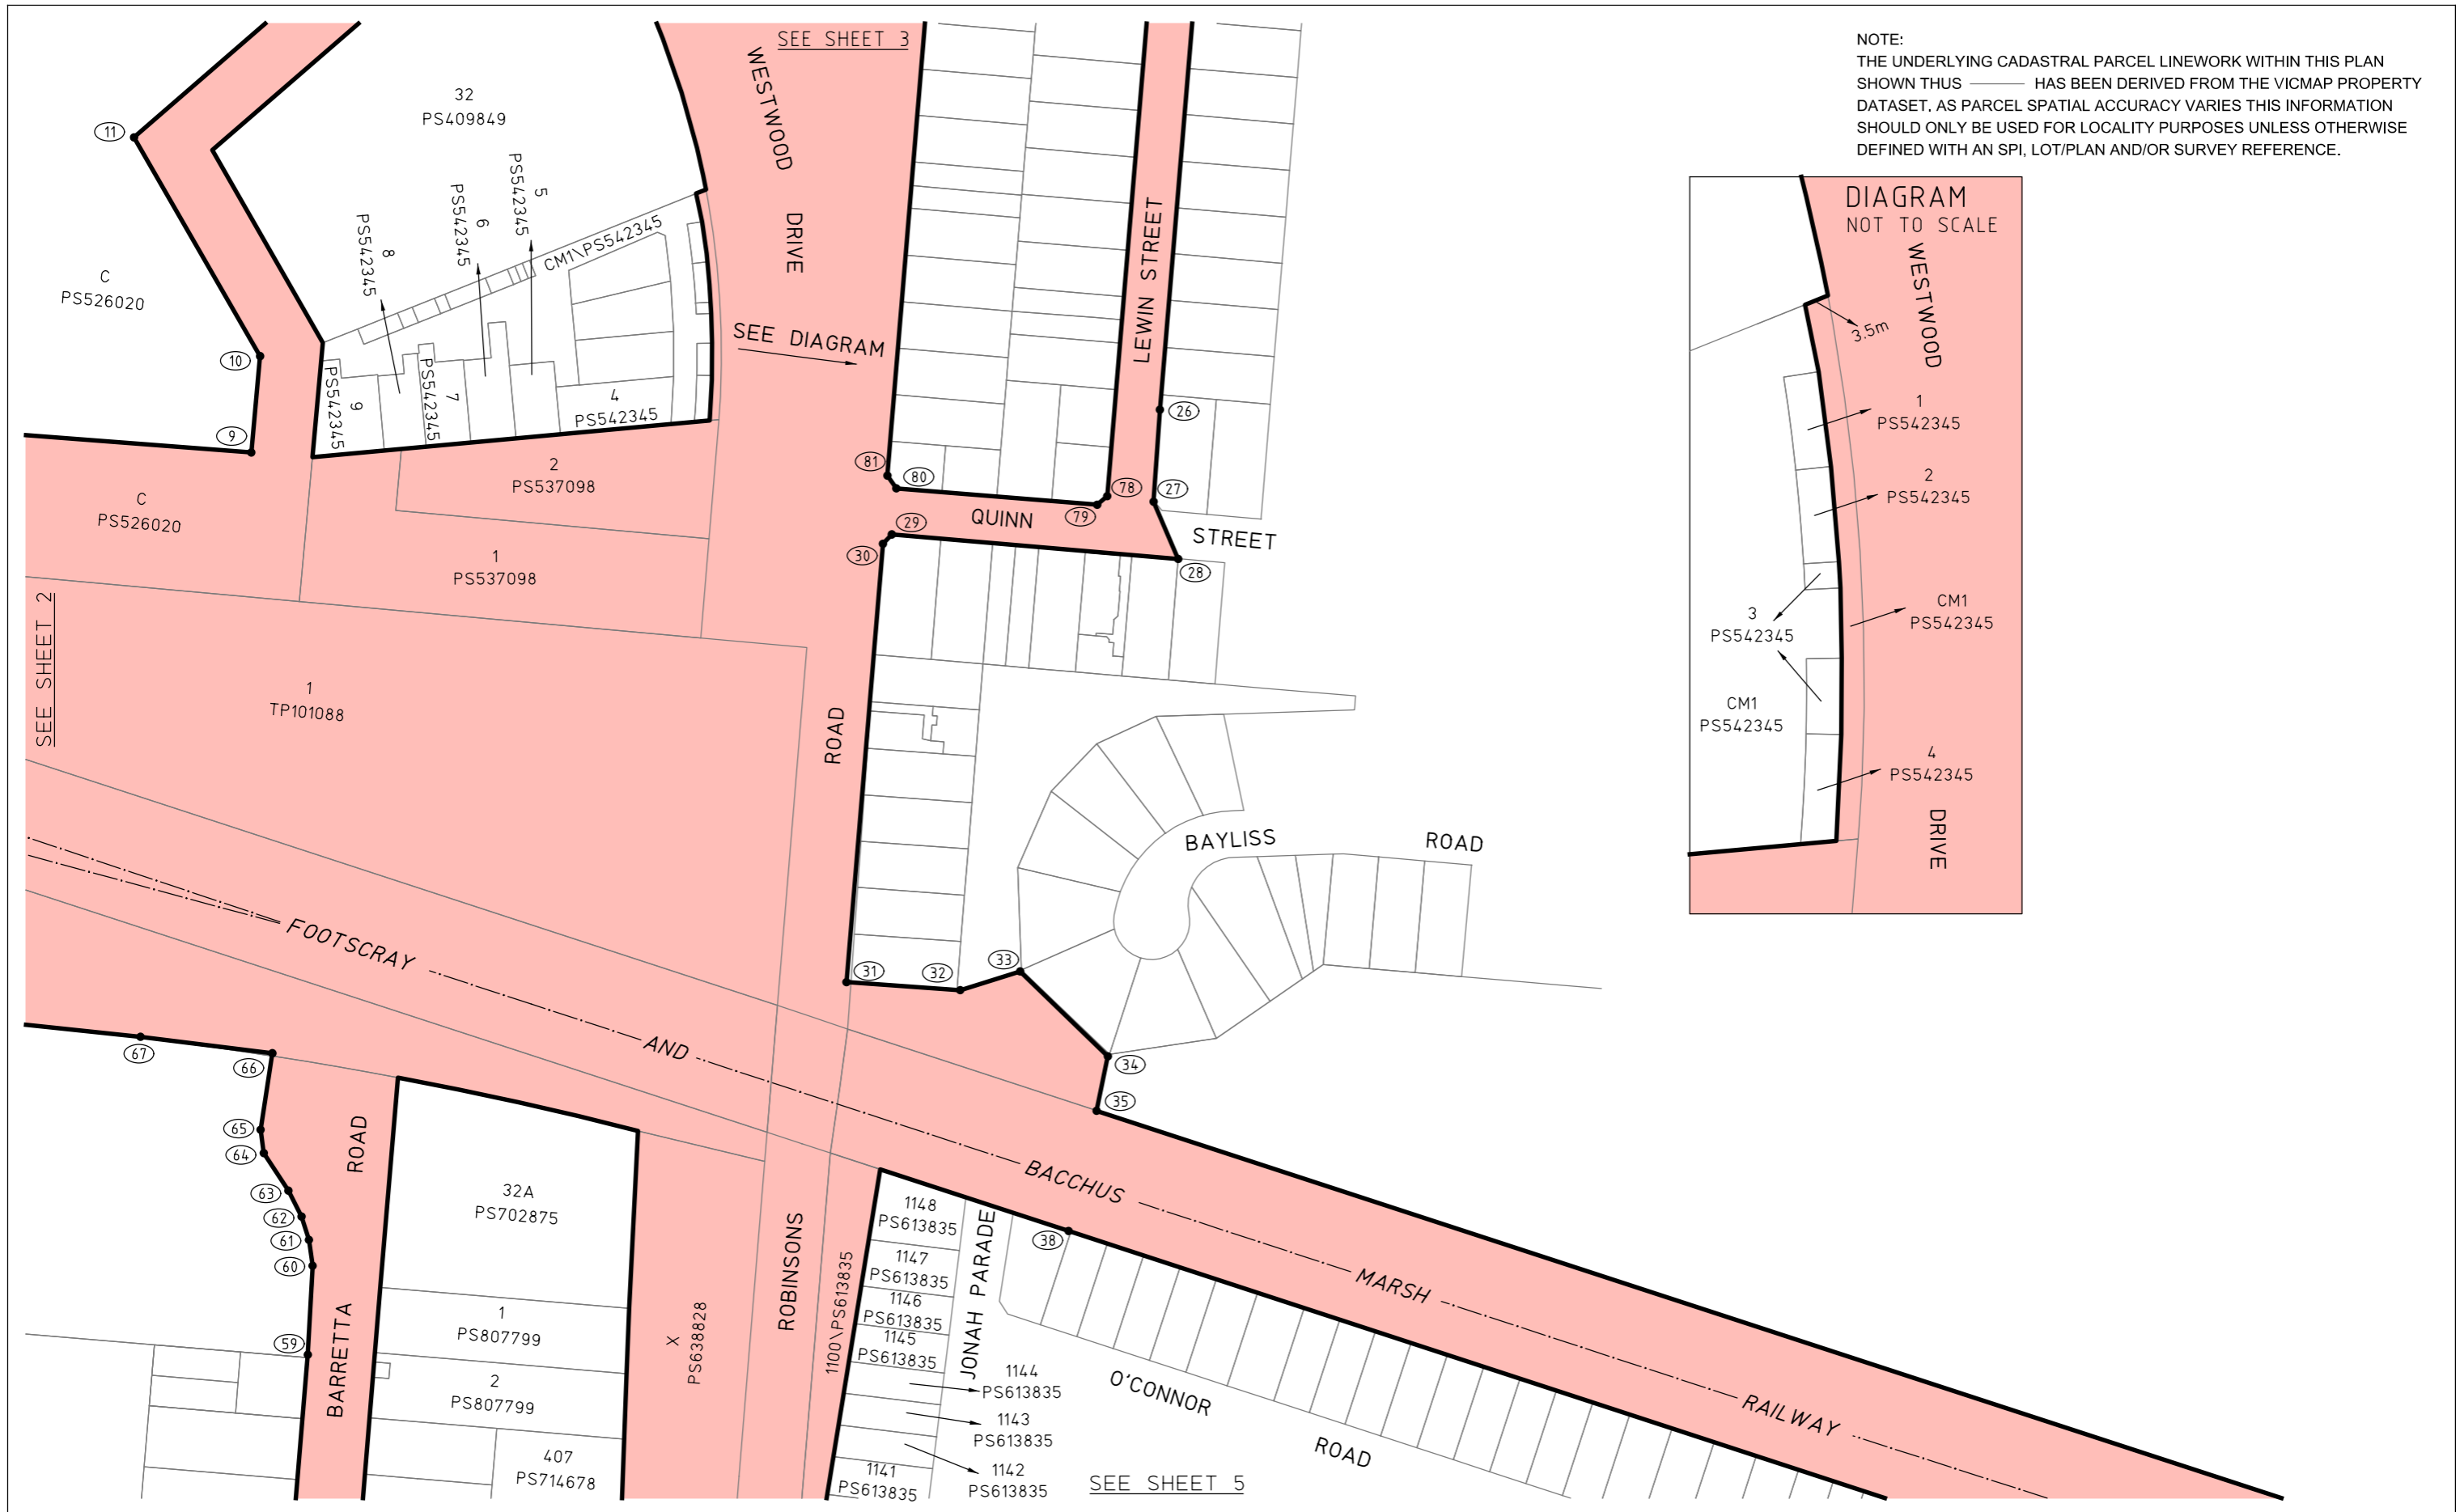 SEE SHEET 3
NOTE:
THE UNDERLYING CADASTRAL PARCEL LINEWORK WITHIN THIS PLAN
SHOWN THUS ——— HAS BEEN DERIVED FROM THE VICMAP PROPERTY
DATASET. AS PARCEL SPATIAL ACCURACY VARIES THIS INFORMATION
SHOULD ONLY BE USED FOR LOCALITY PURPOSES UNLESS OTHERWISE
DEFINED WITH AN SPI, LOT/PLAN AND/OR SURVEY REFERENCE.
WESTWOOD
DRIVE
32
PS409849
11
5
PS542345
6
PS542345
8
PS542345
CM1\PS542345
C
PS526020
10
9
PS542345
7
PS542345
4
PS542345
9
SEE DIAGRAM
LEWIN STREET
26
27
81
80
78
79
2
PS537098
C
PS526020
1
PS537098
29
30
QUINN
STREET
28
SEE SHEET 2
1
TP101088
ROAD
BAYLISS
ROAD
31
32
33
34
35
FOOTSCRAY
AND
BACCHUS
MARSH
RAILWAY
67
66
65
64
63
62
61
60
59
ROAD
BARRETTA
32A
PS702875
1
PS807799
2
PS807799
407
PS714678
X
PS638828
ROBINSONS
1100\PS613835
1148
PS613835
1147
PS613835
1146
PS613835
1145
PS613835
1144
PS613835
1143
PS613835
1142
PS613835
1141
PS613835
JONAH PARADE
38
O'CONNOR
ROAD
SEE SHEET 5
DIAGRAM
NOT TO SCALE
WESTWOOD
3.5m
1
PS542345
2
PS542345
3
PS542345
CM1
PS542345
CM1
PS542345
4
PS542345
DRIVE